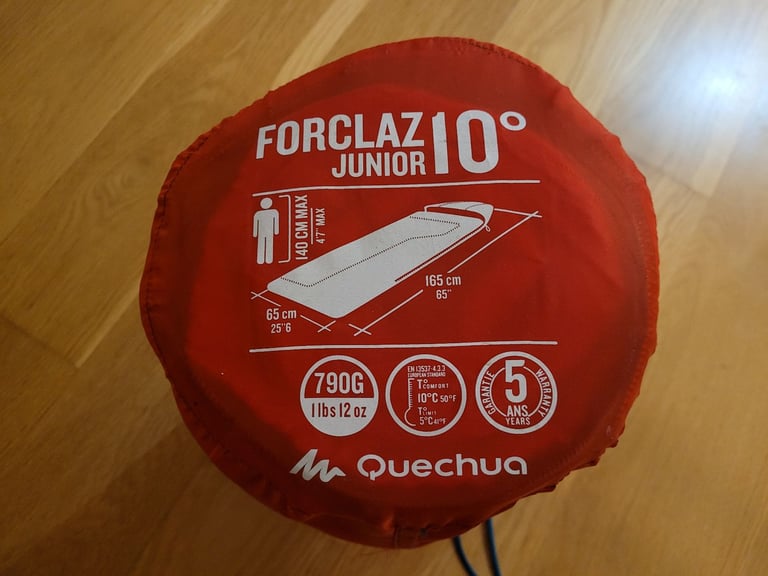 FORCLAZ 10°
JUNIOR
140 CM MAX
4'7" MAX
165 cm
65"
65 cm
25"6
790G
1 lbs 12 oz
EN 13537-4.3.3
EUROPEAN STANDARD
T° COMFORT
10°C 50°F
T° LIMIT
5°C 41°F
GARANTIE
5
ANS
YEARS
WARRANTY
Quechua